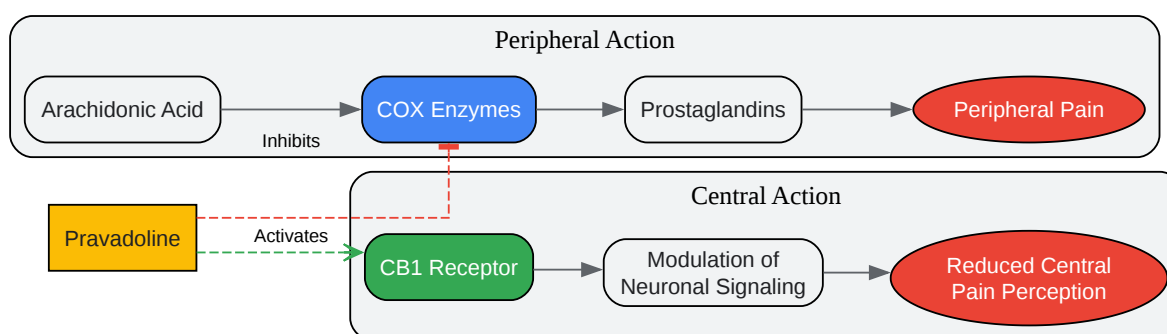 Peripheral Action
Arachidonic Acid
COX Enzymes
Prostaglandins
Peripheral Pain
Inhibits
Central Action
Pravadoline
Activates
CB1 Receptor
Modulation of
Neuronal Signaling
Reduced Central
Pain Perception